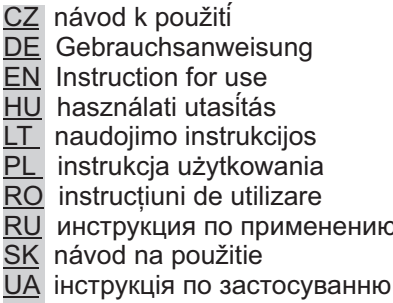 CZ návod k použití
DE Gebrauchsanweisung
EN Instruction for use
HU használati utasítás
LT naudojimo instrukcijos
PL instrukcja użytkowania
RO instrucțiuni de utilizare
RU инструкция по применению
SK návod na použitie
UA інструкція по застосуванню